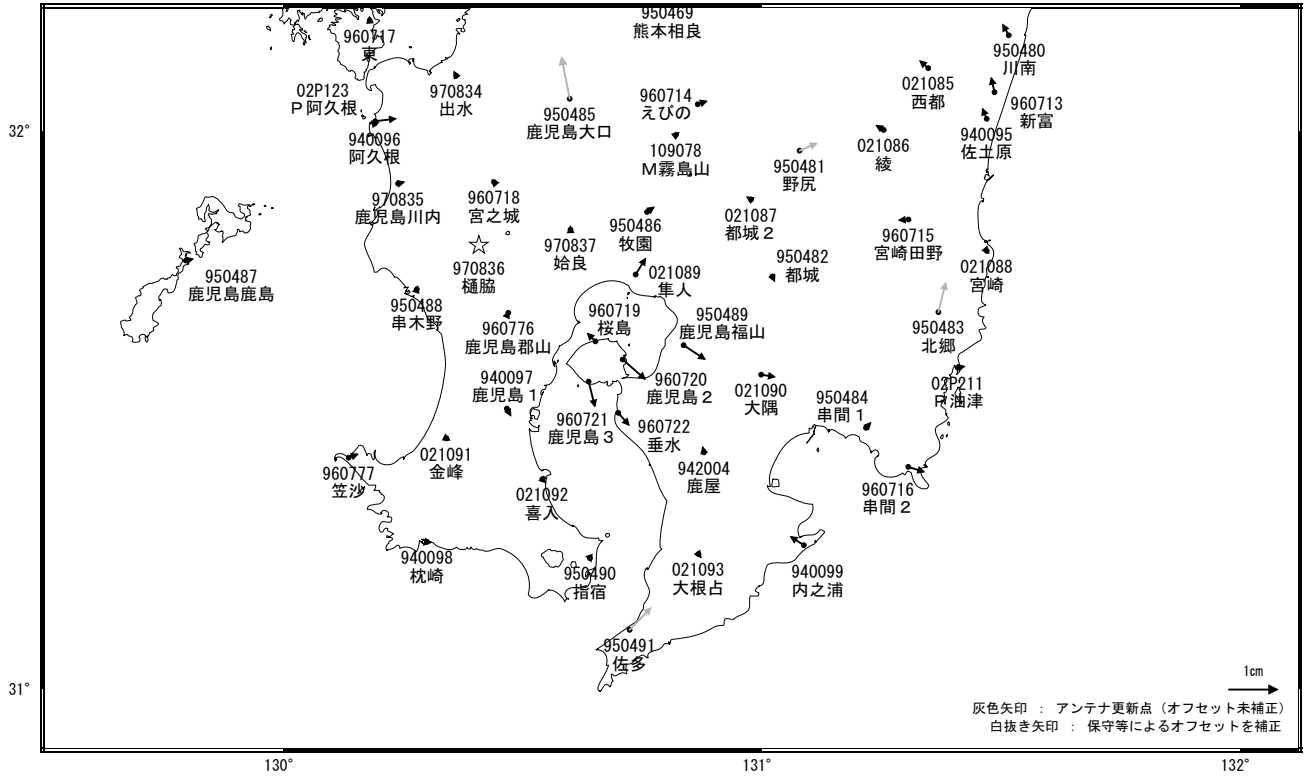 950469
熊本相良
960717
東
950480
川南
02P123
P阿久根
970834
出水
950485
鹿児島大口
960714
えびの
021085
西都
960713
新富
32°
940096
阿久根
109078
M霧島山
950481
野尻
021086
綾
940095
佐土原
970835
鹿児島川内
960718
宮之城
950486
牧園
021087
都城2
960715
宮崎田野
950487
鹿児島鹿島
970836
樋脇
970837
姶良
021089
隼人
950482
都城
021088
宮崎
950488
串木野
960776
鹿児島郡山
960719
桜島
950489
鹿児島福山
950483
北郷
940097
鹿児島1
960720
鹿児島2
021090
大隅
02P211
P油津
960721
鹿児島3
960722
垂水
950484
串間1
960777
笠沙
021091
金峰
021092
喜入
942004
鹿屋
960716
串間2
940098
枕崎
950490
指宿
021093
大根占
940099
内之浦
950491
佐多
31°
1cm
灰色矢印 : アンテナ更新点(オフセット未補正)
白抜き矢印 : 保守等によるオフセットを補正
130°
131°
132°